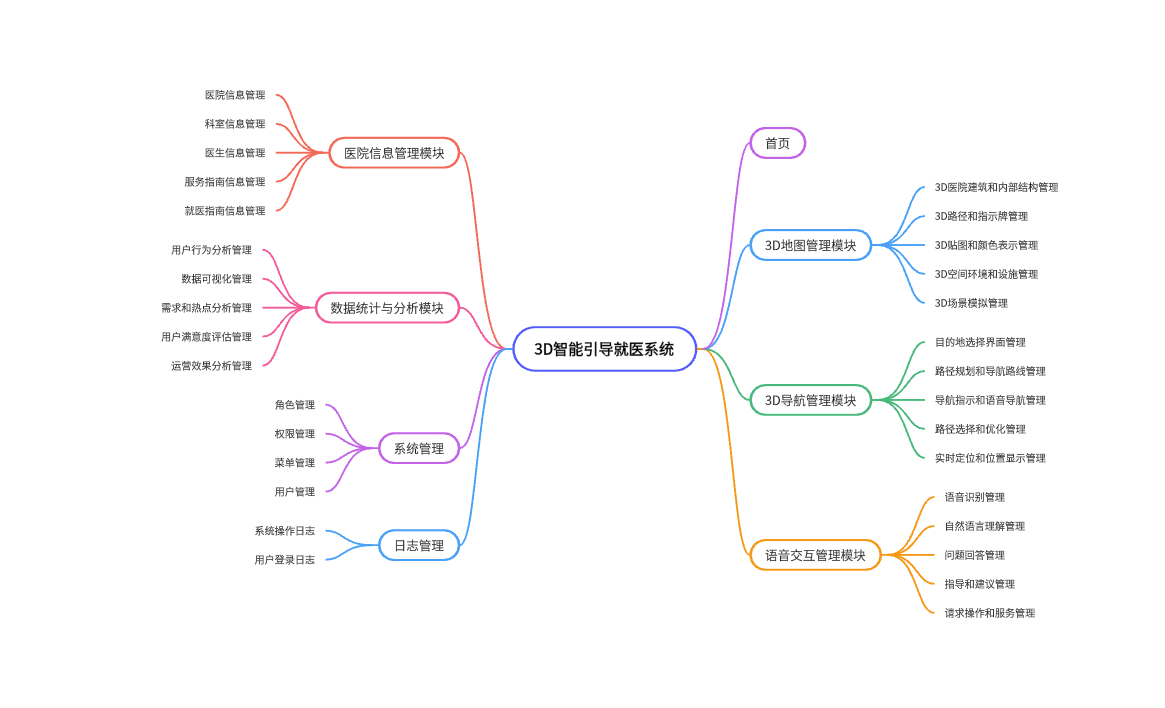 3D智能引导就医系统
首页
3D地图管理模块
3D医院建筑和内部结构管理
3D路径和指示牌管理
3D贴图和颜色表示管理
3D空间环境和设施管理
3D场景模拟管理
3D导航管理模块
目的地选择界面管理
路径规划和导航路线管理
导航指示和语音导航管理
路径选择和优化管理
实时定位和位置显示管理
语音交互管理模块
语音识别管理
自然语言理解管理
问题回答管理
指导和建议管理
请求操作和服务管理
医院信息管理模块
医院信息管理
科室信息管理
医生信息管理
服务指南信息管理
就医指南信息管理
数据统计与分析模块
用户行为分析管理
数据可视化管理
需求和热点分析管理
用户满意度评估管理
运营效果分析管理
系统管理
角色管理
权限管理
菜单管理
用户管理
日志管理
系统操作日志
用户登录日志